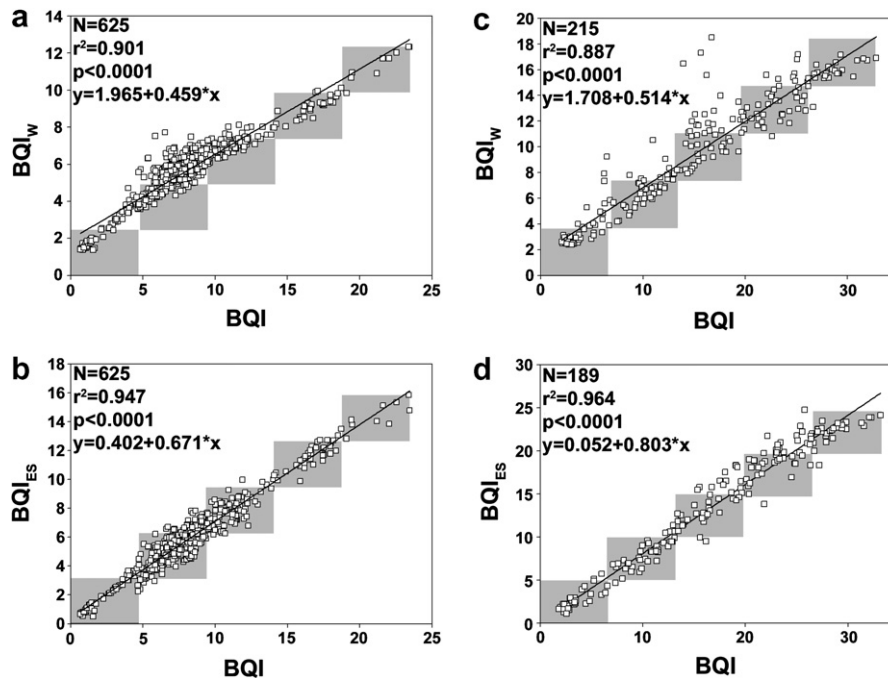 a
N=625
r²=0.901
p<0.0001
y=1.965+0.459*x
14
12
10
8
6
4
2
0
BQI_W
0 5 10 15 20 25
BQI
c
N=215
r²=0.887
p<0.0001
y=1.708+0.514*x
20
18
16
14
12
10
8
6
4
2
0
BQI_W
0 10 20 30
BQI
b
N=625
r²=0.947
p<0.0001
y=0.402+0.671*x
18
16
14
12
10
8
6
4
2
0
BQI_ES
0 5 10 15 20 25
BQI
d
N=189
r²=0.964
p<0.0001
y=0.052+0.803*x
30
25
20
15
10
5
0
BQI_ES
0 10 20 30
BQI